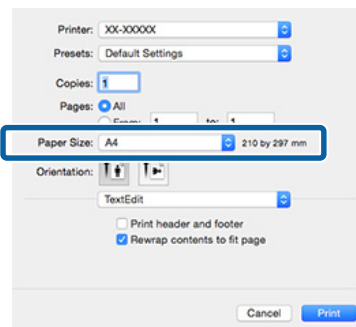 Printer: XX-XXXXX
Presets: Default Settings
Copies: 1
Pages: All
From: 1 to: 1
Paper Size: A4 210 by 297 mm
Orientation:
TextEdit
Print header and footer
Rewrap contents to fit page
Cancel Print